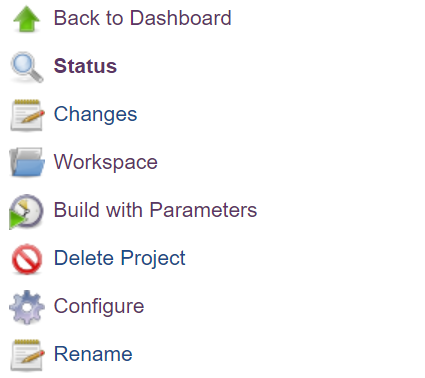 Back to Dashboard
Status
Changes
Workspace
Build with Parameters
Delete Project
Configure
Rename